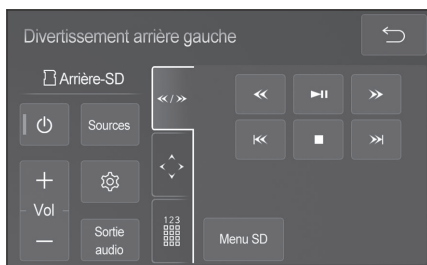 Divertissement arrière gauche
Arrière-SD
Sources
Vol
Sortie
audio
123
Menu SD